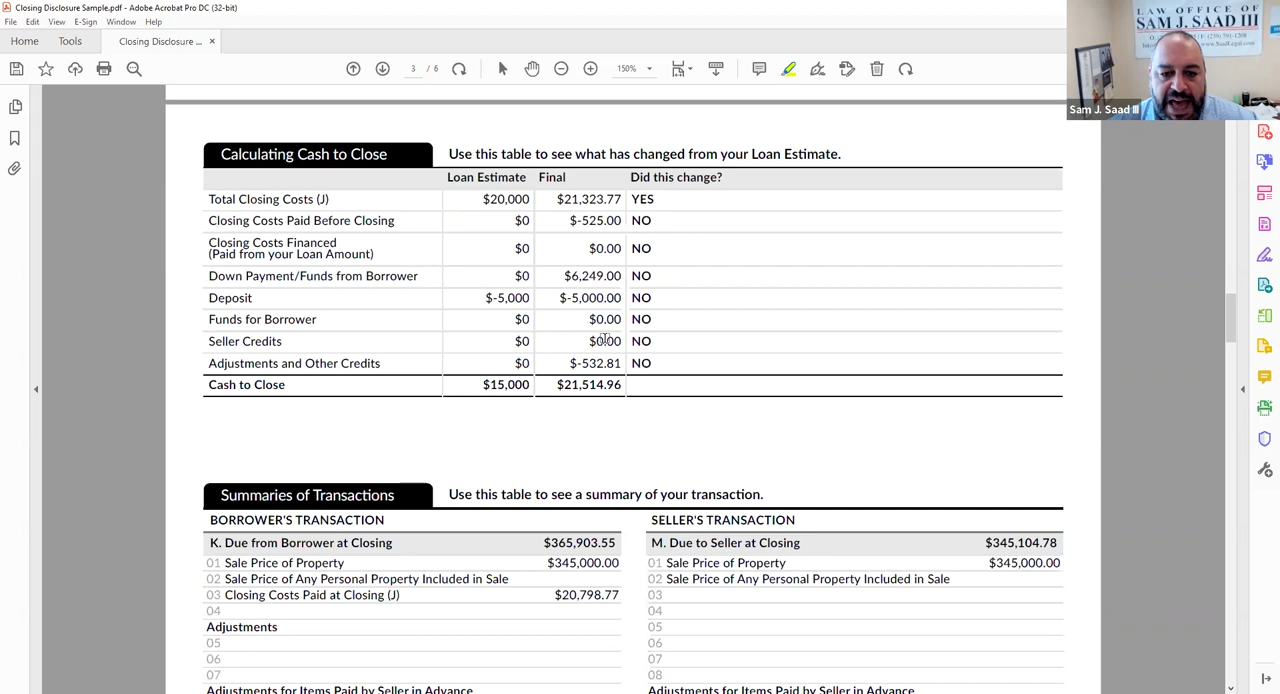 Closing Disclosure Sample.pdf - Adobe Acrobat Pro DC (32-bit)
File Edit View E-Sign Window Help
Home Tools Closing Disclosure ... ×
3 / 6 150%
LAW OFFICE OF
SAM J. SAAD III
Sam J. Saad III
Calculating Cash to Close Use this table to see what has changed from your Loan Estimate.
Loan Estimate Final Did this change?
Total Closing Costs (J) $20,000 $21,323.77 YES
Closing Costs Paid Before Closing $0 $-525.00 NO
Closing Costs Financed
(Paid from your Loan Amount) $0 $0.00 NO
Down Payment/Funds from Borrower $0 $6,249.00 NO
Deposit $-5,000 $-5,000.00 NO
Funds for Borrower $0 $0.00 NO
Seller Credits $0 $0.00 NO
Adjustments and Other Credits $0 $-532.81 NO
Cash to Close $15,000 $21,514.96
Summaries of Transactions Use this table to see a summary of your transaction.
BORROWER'S TRANSACTION
K. Due from Borrower at Closing $365,903.55
01 Sale Price of Property $345,000.00
02 Sale Price of Any Personal Property Included in Sale
03 Closing Costs Paid at Closing (J) $20,798.77
04
Adjustments
05
06
07
Adjustments for Items Paid by Seller in Advance
SELLER'S TRANSACTION
M. Due to Seller at Closing $345,104.78
01 Sale Price of Property $345,000.00
02 Sale Price of Any Personal Property Included in Sale
03
04
05
06
07
08
Adjustments for Items Paid by Seller in Advance